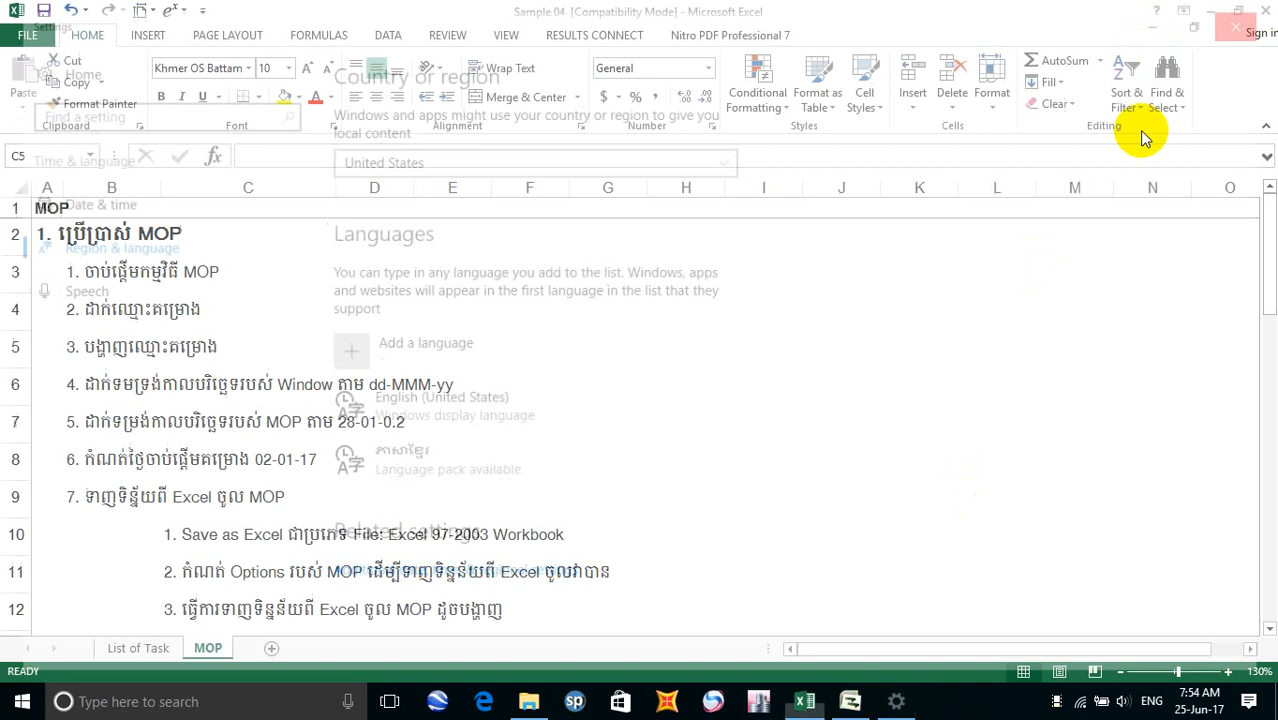 Sample 04 [Compatibility Mode] - Microsoft Excel
Settings
FILE HOME INSERT PAGE LAYOUT FORMULAS DATA REVIEW VIEW RESULTS CONNECT Nitro PDF Professional 7 Sign in
Paste
Cut
Copy
Format Painter
Home
Find a setting
Khmer OS Battam 10
B I U
Wrap Text
Merge & Center
General
Conditional Formatting
Format as Table
Cell Styles
Insert
Delete
Format
AutoSum
Fill
Clear
Sort & Filter
Find & Select
Clipboard Font Alignment Number Styles Cells Editing
Country or region
Windows and apps might use your country or region to give you
local content
United States
C5
Time & language
A B C D E F G H I J K L M N O
1 MOP
Date & time
2 1. ប្រើប្រាស់ MOP
Languages
Region & language
3 1. ចាប់ផ្តើមកម្មវិធី MOP
You can type in any language you add to the list. Windows, apps
and websites will appear in the first language in the list that they
support
Speech
4 2. ដាក់ឈ្មោះគម្រោង
5 3. បង្ហាញឈ្មោះគម្រោង
Add a language
6 4. ដាក់ទមទ្រង់កាលបរិច្ឆេទរបស់ Window តាម dd-MMM-yy
English (United States)
Windows display language
7 5. ដាក់ទម្រង់កាលបរិច្ឆេទរបស់ MOP តាម 28-01-0.2
ភាសាខ្មែរ
Language pack available
8 6. កំណត់ថ្ងៃចាប់ផ្តើមគម្រោង 02-01-17
9 7. ទាញទិន្ន័យពី Excel ចូល MOP
Related settings
10 1. Save as Excel ជាប្រភេទ File: Excel 97-2003 Workbook
11 2. កំណត់ Options របស់ MOP ដើម្បីទាញទិន្នន័យពី Excel ចូលវាបាន
12 3. ធ្វើការទាញទិន្នន័យពី Excel ចូល MOP ដូចបង្ហាញ
List of Task MOP
READY 130%
Type here to search
ENG
7:54 AM
25-Jun-17